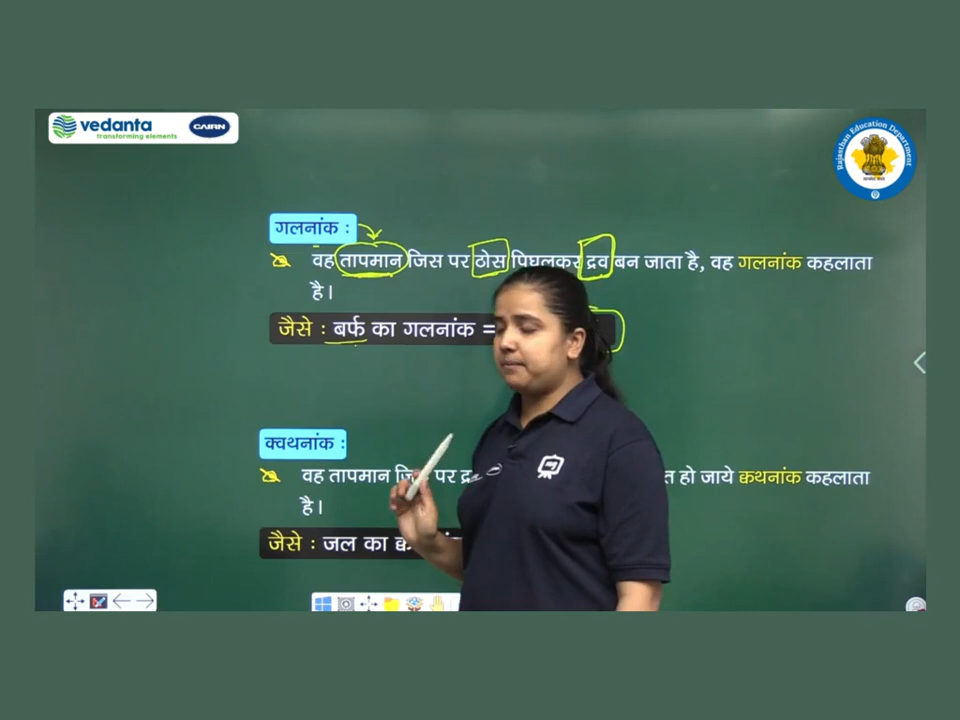 vedanta
transforming elements
CAIRN
Rajasthan Education Department
गलनांक :
वह तापमान जिस पर ठोस पिघलकर द्रव बन जाता है, वह गलनांक कहलाता
है।
जैसे : बर्फ का गलनांक =
क्वथनांक :
वह तापमान पर हो जाये क्वथनांक कहलाता
है।
जैसे : जल का